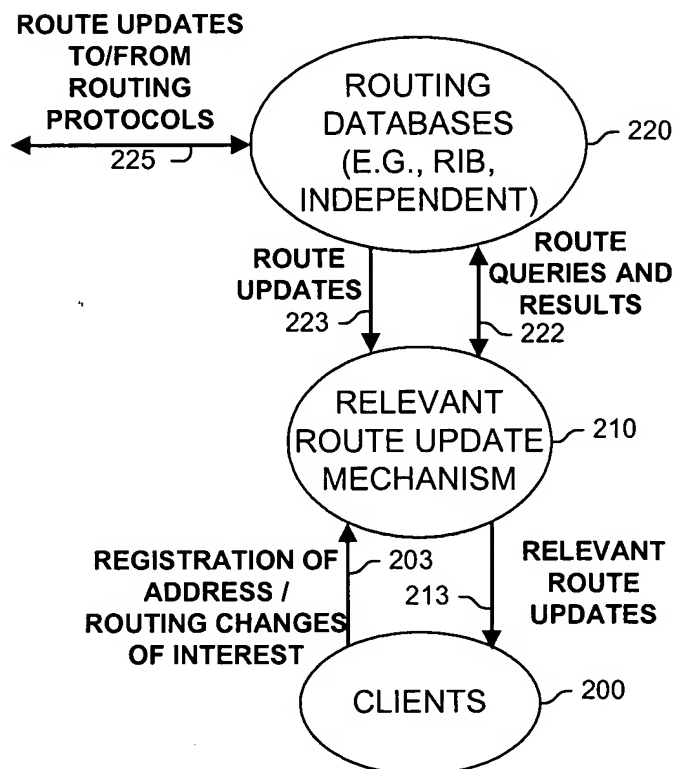 ROUTE UPDATES
TO/FROM
ROUTING
PROTOCOLS
225
ROUTING
DATABASES
(E.G., RIB,
INDEPENDENT)
220
ROUTE
UPDATES
223
ROUTE
QUERIES AND
RESULTS
222
RELEVANT
ROUTE UPDATE
MECHANISM
210
REGISTRATION OF
ADDRESS /
ROUTING CHANGES
OF INTEREST
203
213
RELEVANT
ROUTE
UPDATES
CLIENTS
200